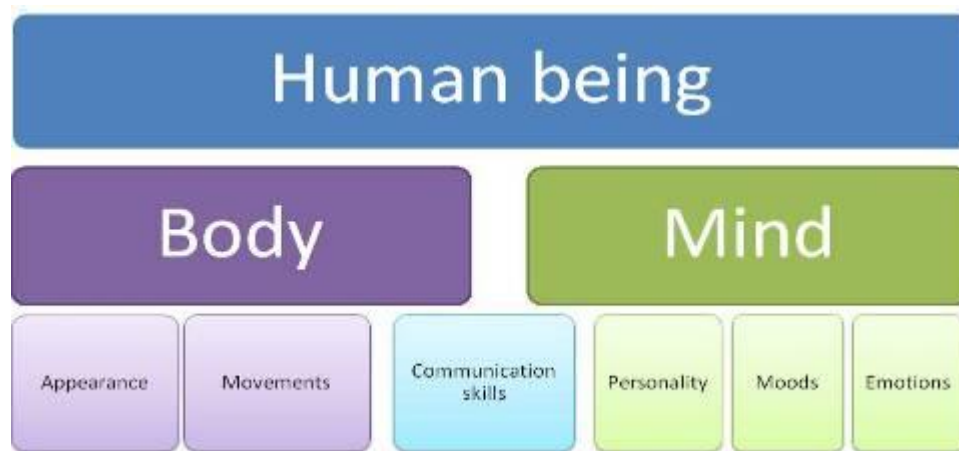 Human being
Body
Mind
Appearance
Movements
Communication
skills
Personality
Moods
Emotions